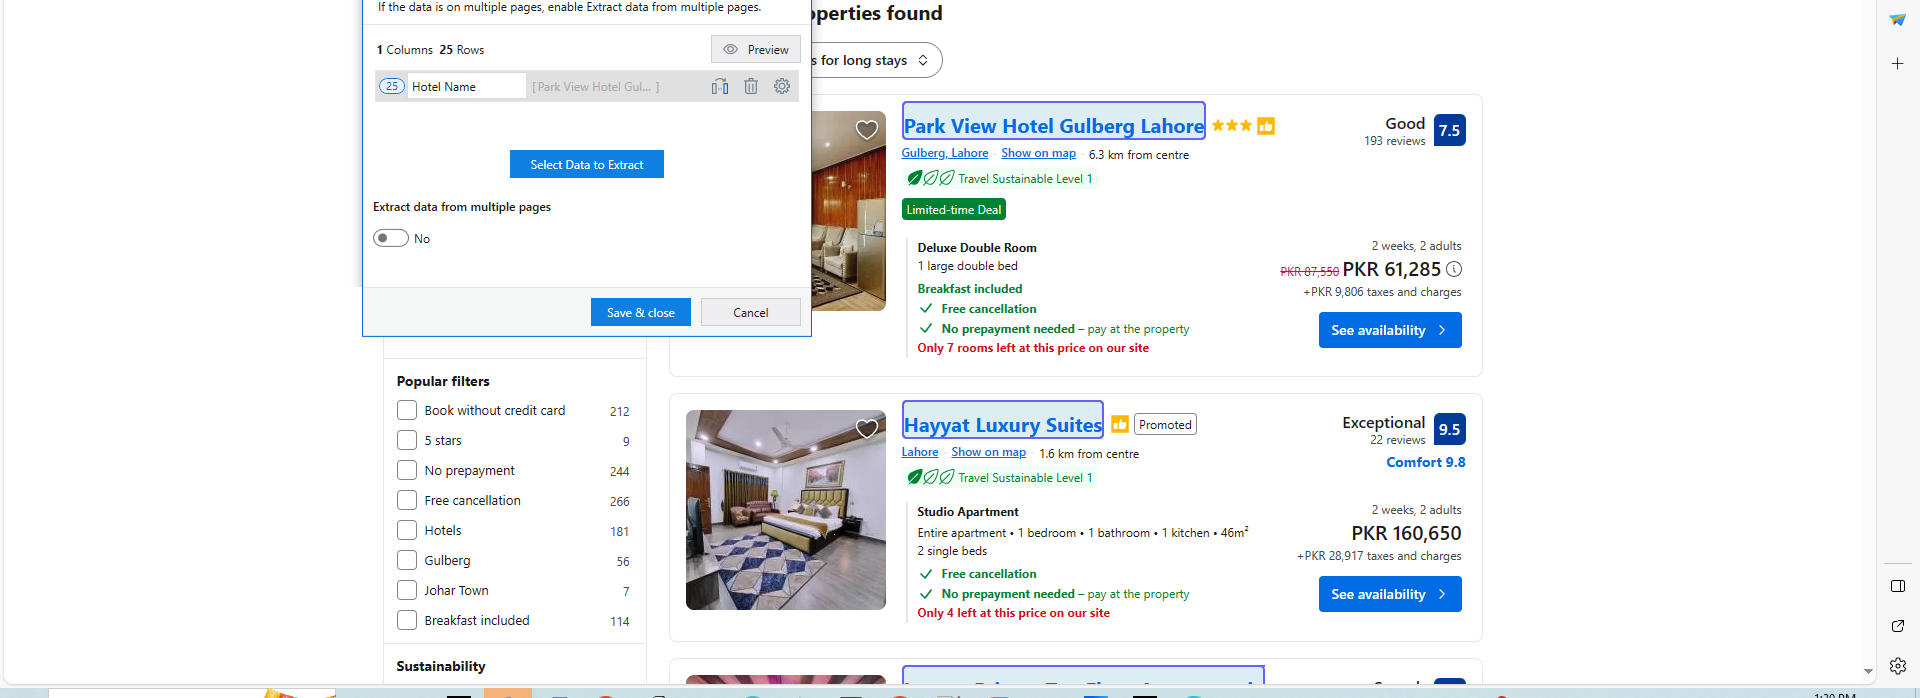 If the data is on multiple pages, enable Extract data from multiple pages.
1 Columns 25 Rows
Preview
25 Hotel Name [Park View Hotel Gul... ]
Select Data to Extract
Extract data from multiple pages
No
Save & close
Cancel
operties found
s for long stays
Park View Hotel Gulberg Lahore
Good
193 reviews
7.5
Gulberg, Lahore · Show on map · 6.3 km from centre
Travel Sustainable Level 1
Limited-time Deal
Deluxe Double Room
1 large double bed
Breakfast included
Free cancellation
No prepayment needed – pay at the property
Only 7 rooms left at this price on our site
2 weeks, 2 adults
PKR 87,550 PKR 61,285
+PKR 9,806 taxes and charges
See availability
Popular filters
Book without credit card 212
5 stars 9
No prepayment 244
Free cancellation 266
Hotels 181
Gulberg 56
Johar Town 7
Breakfast included 114
Sustainability
Hayyat Luxury Suites
Promoted
Exceptional
22 reviews
9.5
Comfort 9.8
Lahore · Show on map · 1.6 km from centre
Travel Sustainable Level 1
Studio Apartment
Entire apartment • 1 bedroom • 1 bathroom • 1 kitchen • 46m²
2 single beds
Free cancellation
No prepayment needed – pay at the property
Only 4 left at this price on our site
2 weeks, 2 adults
PKR 160,650
+PKR 28,917 taxes and charges
See availability